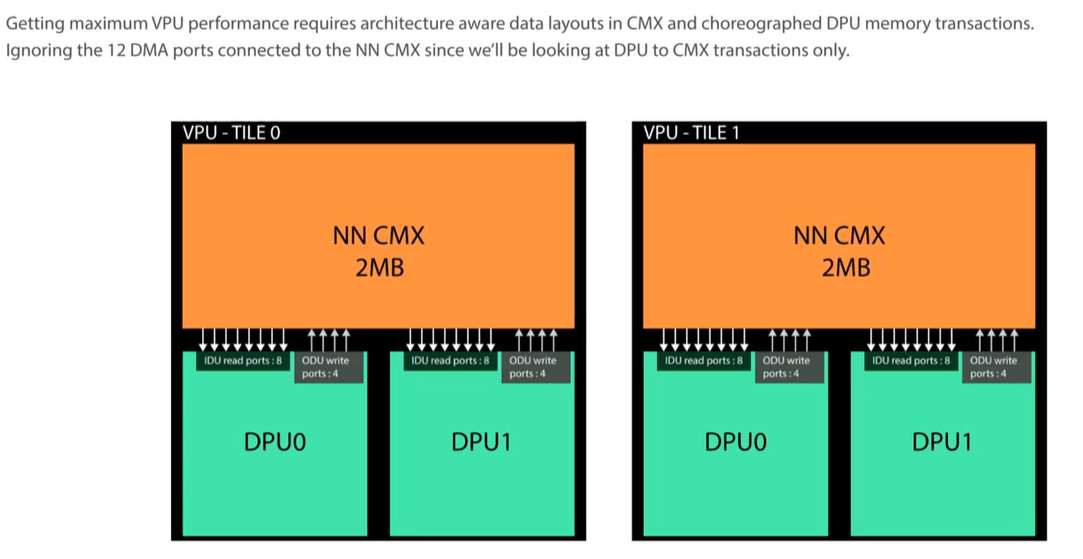 Getting maximum VPU performance requires architecture aware data layouts in CMX and choreographed DPU memory transactions.
Ignoring the 12 DMA ports connected to the NN CMX since we'll be looking at DPU to CMX transactions only.
VPU - TILE 0
NN CMX
2MB
IDU read ports : 8
ODU write
ports : 4
IDU read ports : 8
ODU write
ports : 4
DPU0
DPU1
VPU - TILE 1
NN CMX
2MB
IDU read ports : 8
ODU write
ports : 4
IDU read ports : 8
ODU write
ports : 4
DPU0
DPU1